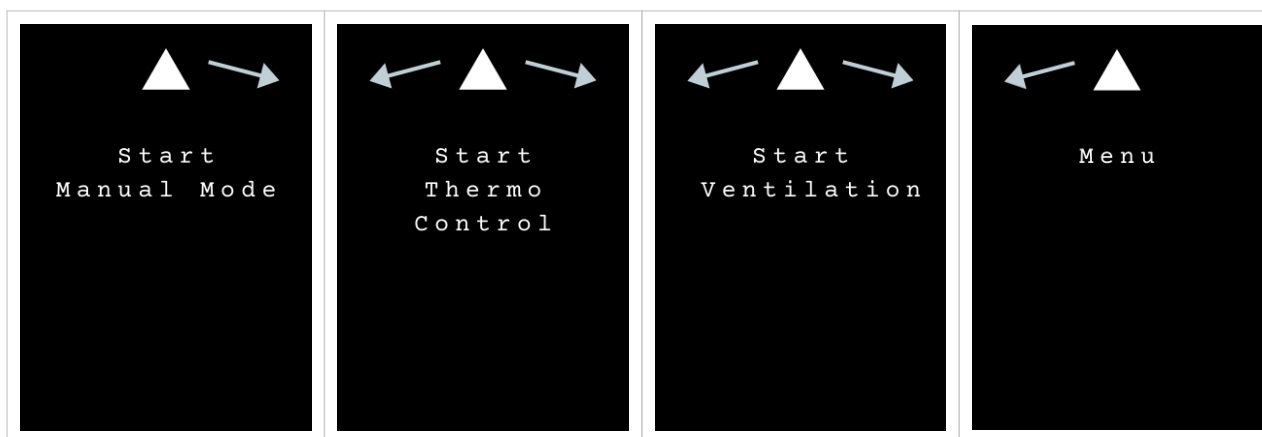 Start
Manual Mode
Start
Thermo
Control
Start
Ventilation
Menu